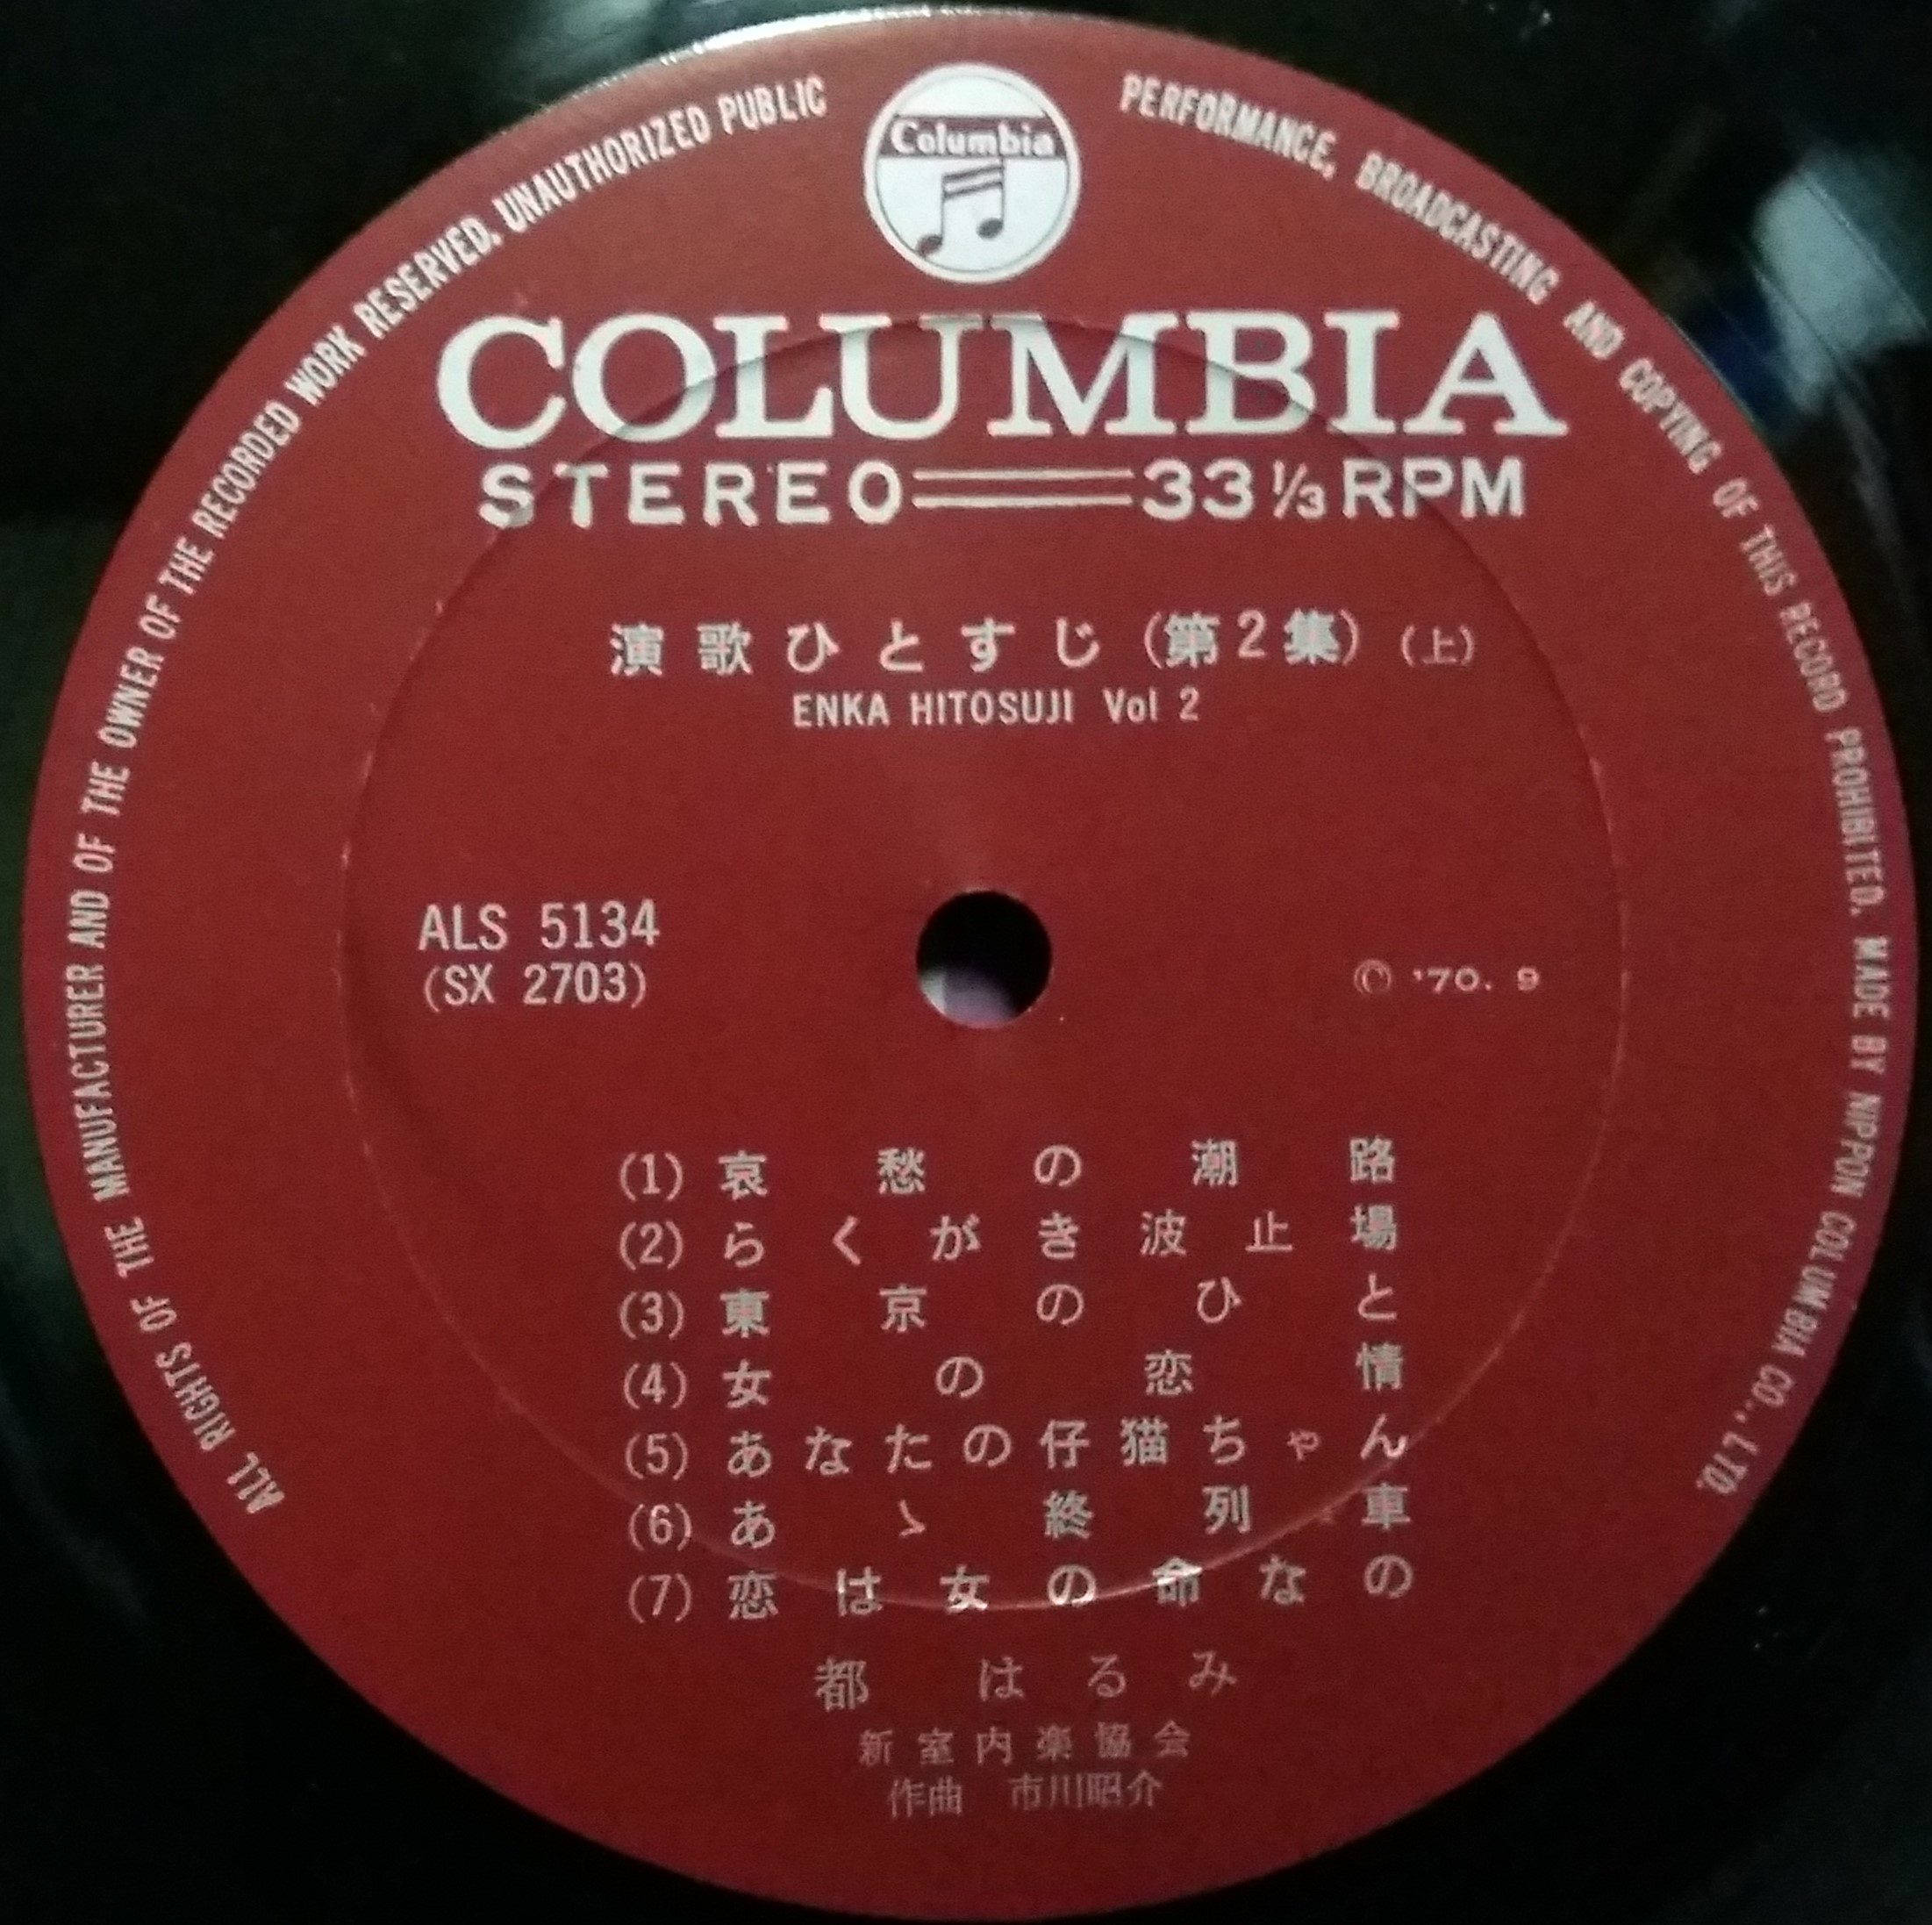 Columbia
ALL RIGHTS OF THE MANUFACTURER AND OF THE OWNER OF THE RECORDED WORK RESERVED. UNAUTHORIZED PUBLIC PERFORMANCE, BROADCASTING AND COPYING OF THIS RECORD PROHIBITED. MADE BY NIPPON COLUMBIA CO., LTD.
COLUMBIA
STEREO 33 1/3 RPM
演歌ひとすじ(第2集) (上)
ENKA HITOSUJI Vol 2
ALS 5134
(SX 2703)
© '70. 9
(1) 哀愁の潮路
(2) らくがき波止場
(3) 東京のひと
(4) 女の恋情
(5) あなたの仔猫ちゃん
(6) あゝ終列車
(7) 恋は女の命なの
都 はるみ
新室内楽協会
作曲 市川昭介